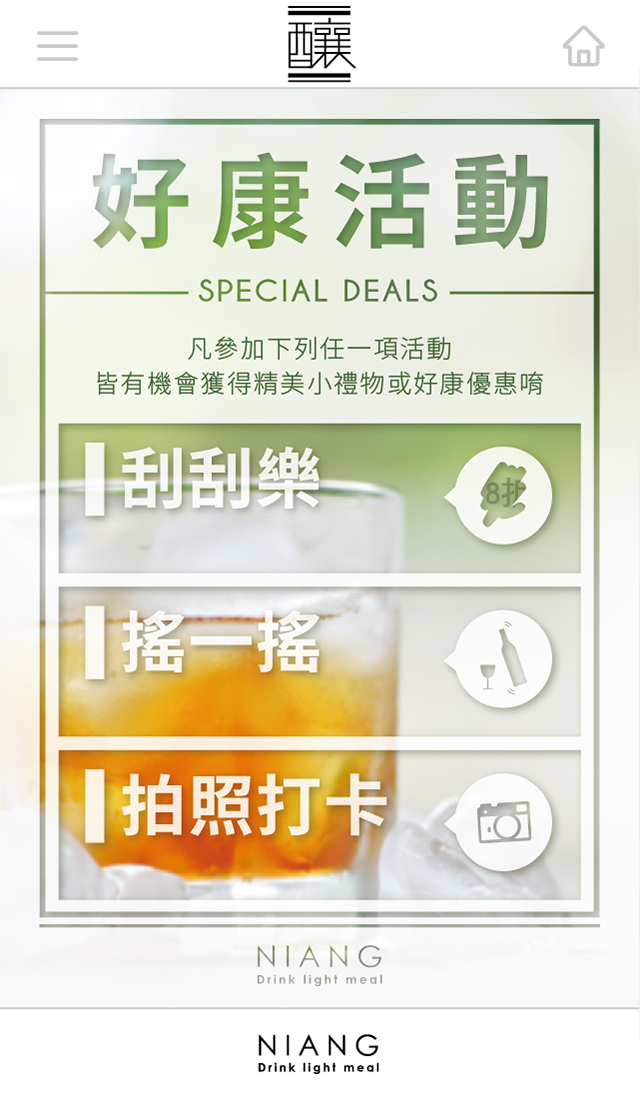 釀
好康活動
SPECIAL DEALS
凡參加下列任一項活動
皆有機會獲得精美小禮物或好康優惠唷
刮刮樂
8折
搖一搖
拍照打卡
NIANG
Drink light meal
NIANG
Drink light meal